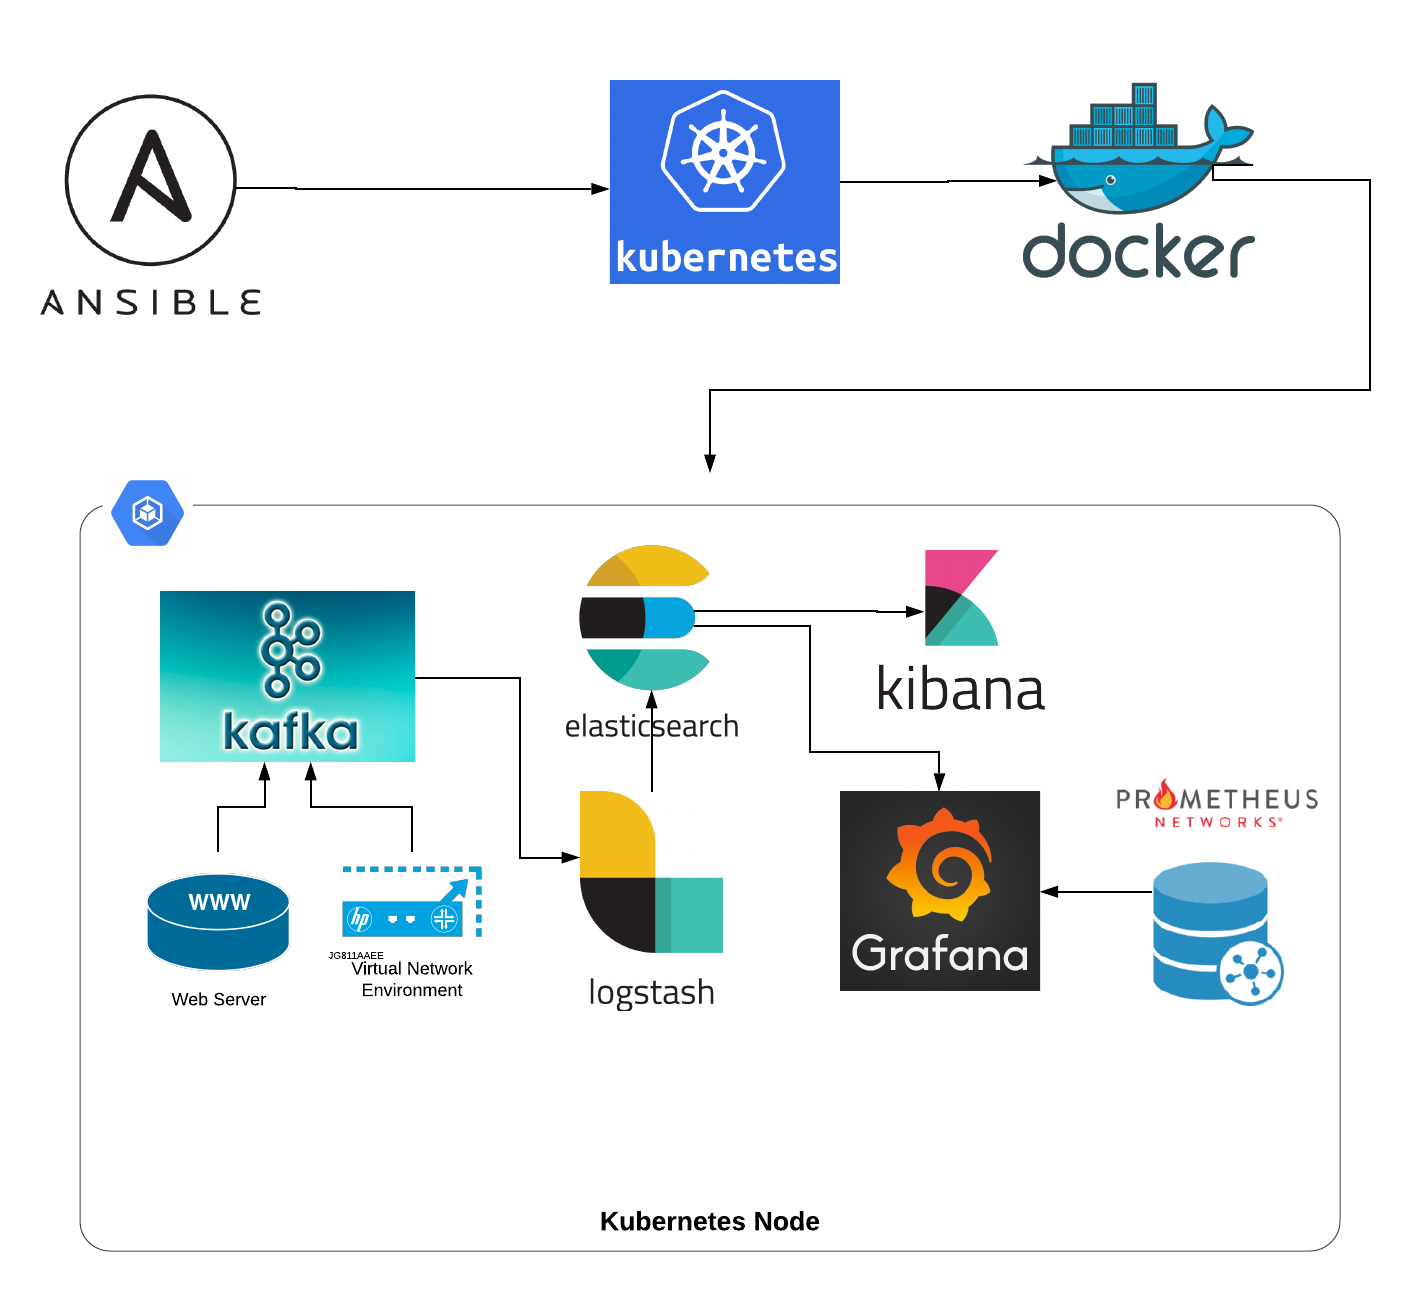 ANSIBLE
kubernetes
docker
kafka
elasticsearch
kibana
PROMETHEUS
NETWORKS®
WWW
hp
JG811AAEE
Virtual Network
Environment
Web Server
logstash
Grafana
Kubernetes Node